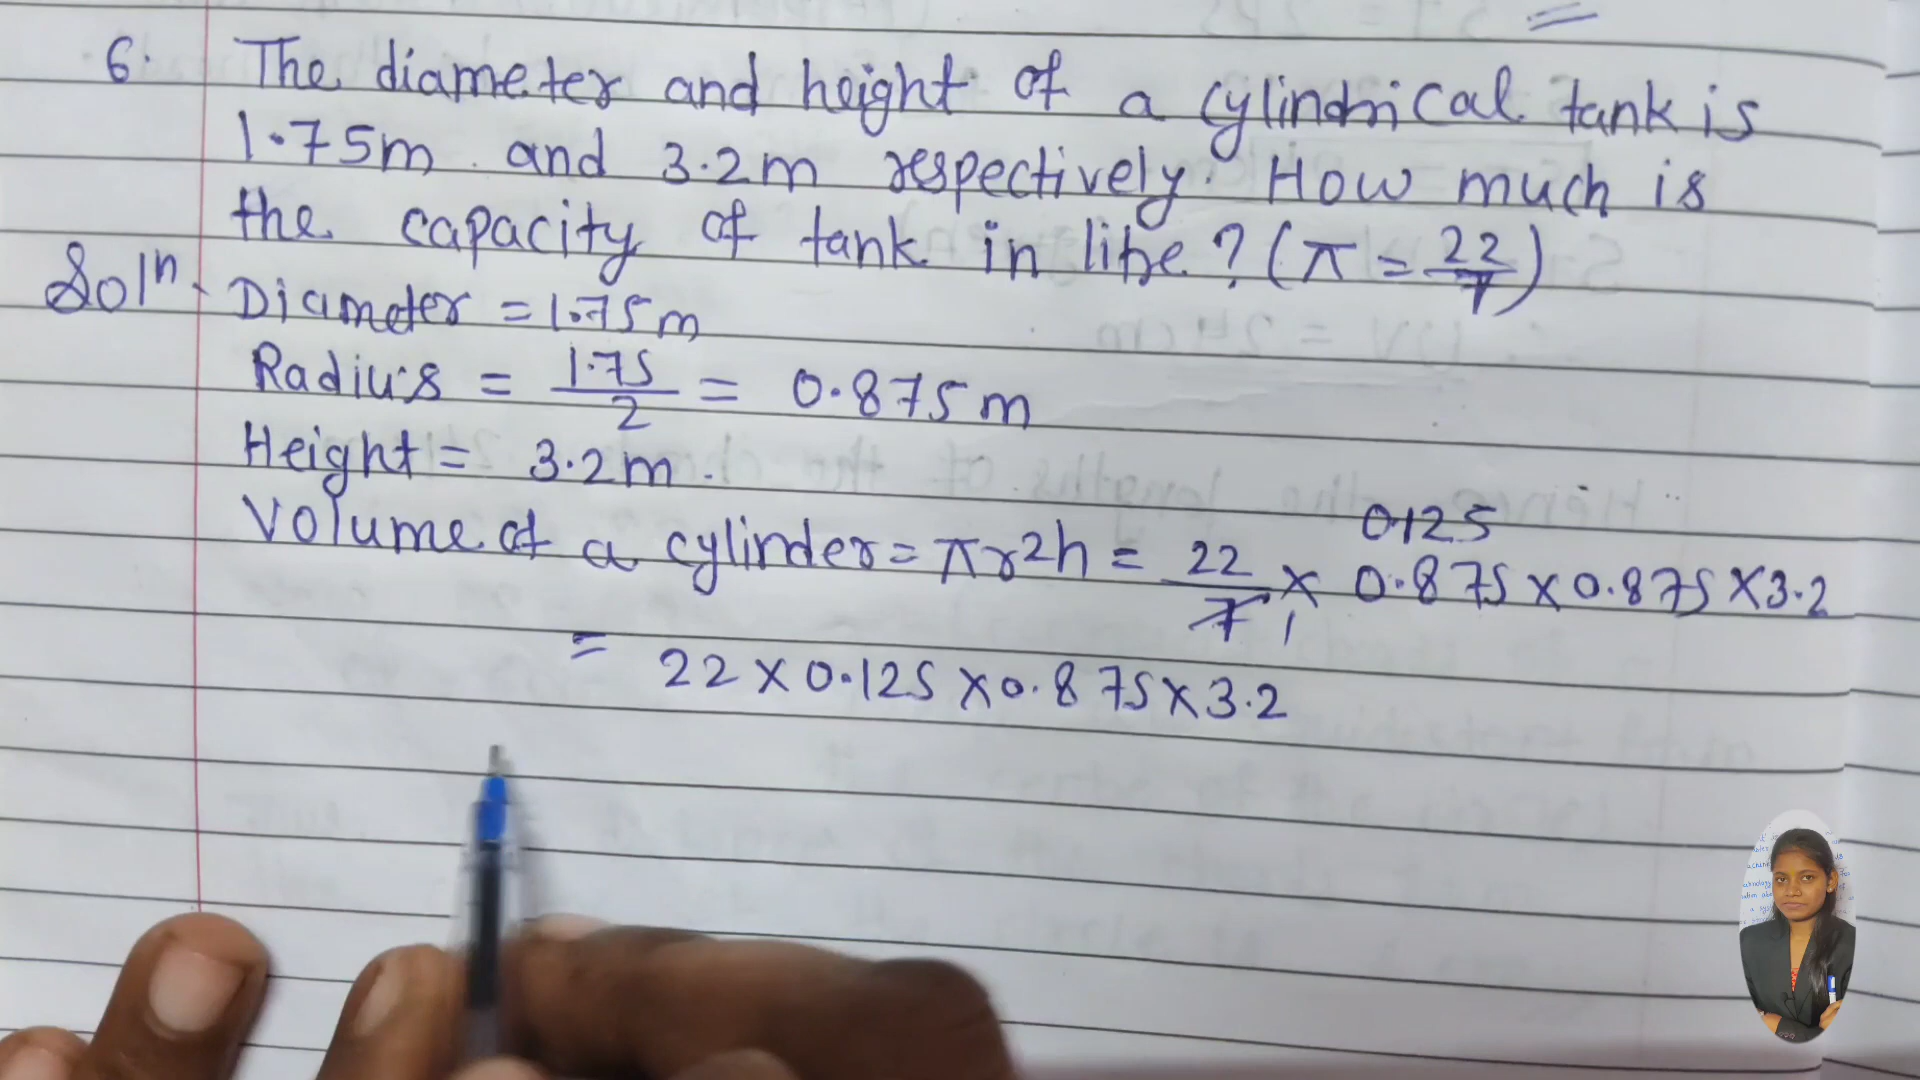 6. The diameter and height of a cylindrical tank is
1.75m and 3.2m respectively. How much is
the capacity of tank in litre? (π = 22/7)
Solⁿ. Diameter = 1.75m
Radius = 1.75/2 = 0.875m
Height = 3.2m.
0.125
Volume of a cylinder = πr2h = 22/7 1 × 0.875 × 0.875 × 3.2
= 22 × 0.125 × 0.875 × 3.2